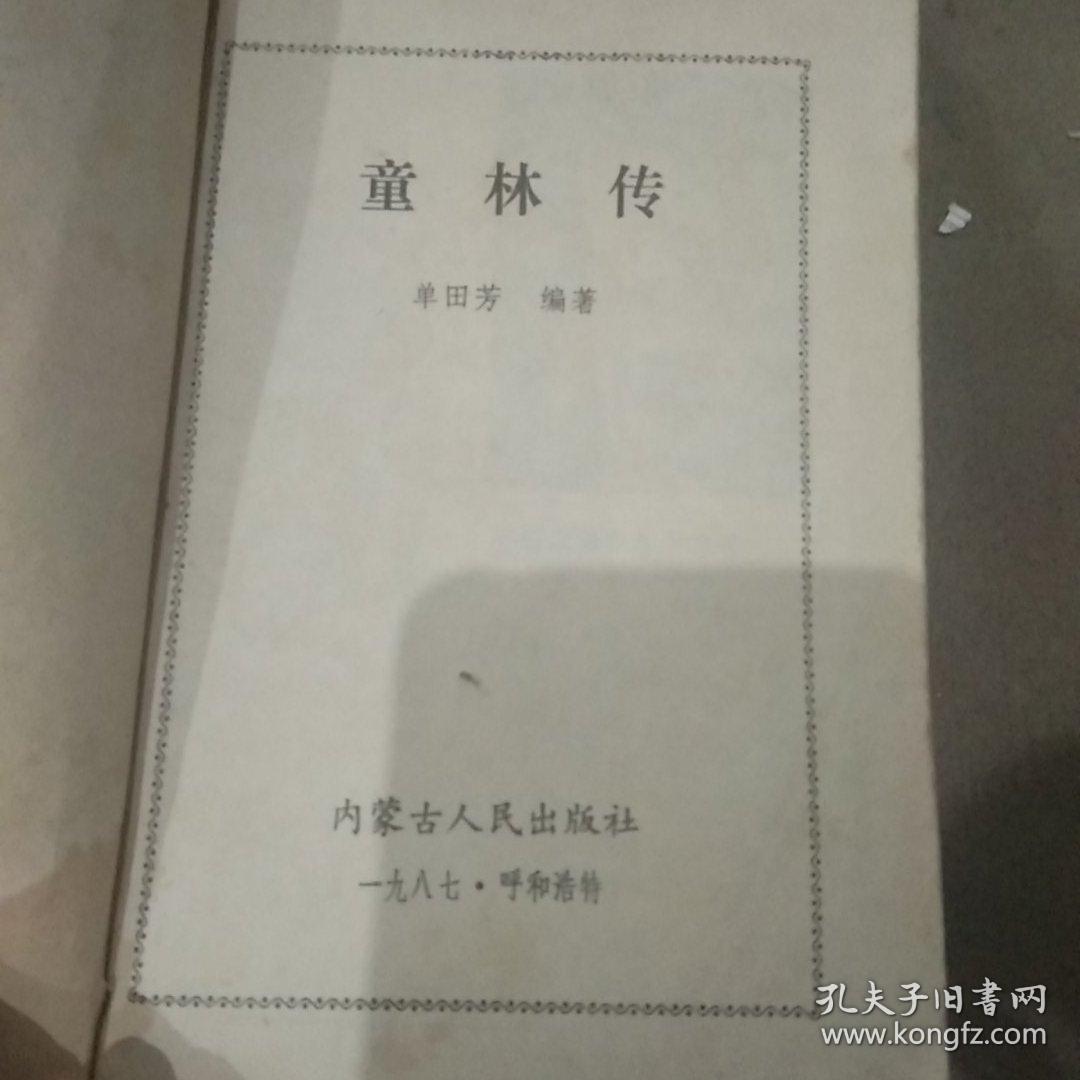 童林传
单田芳 编著
内蒙古人民出版社
一九八七·呼和浩特
孔夫子旧書网
www.kongfz.com